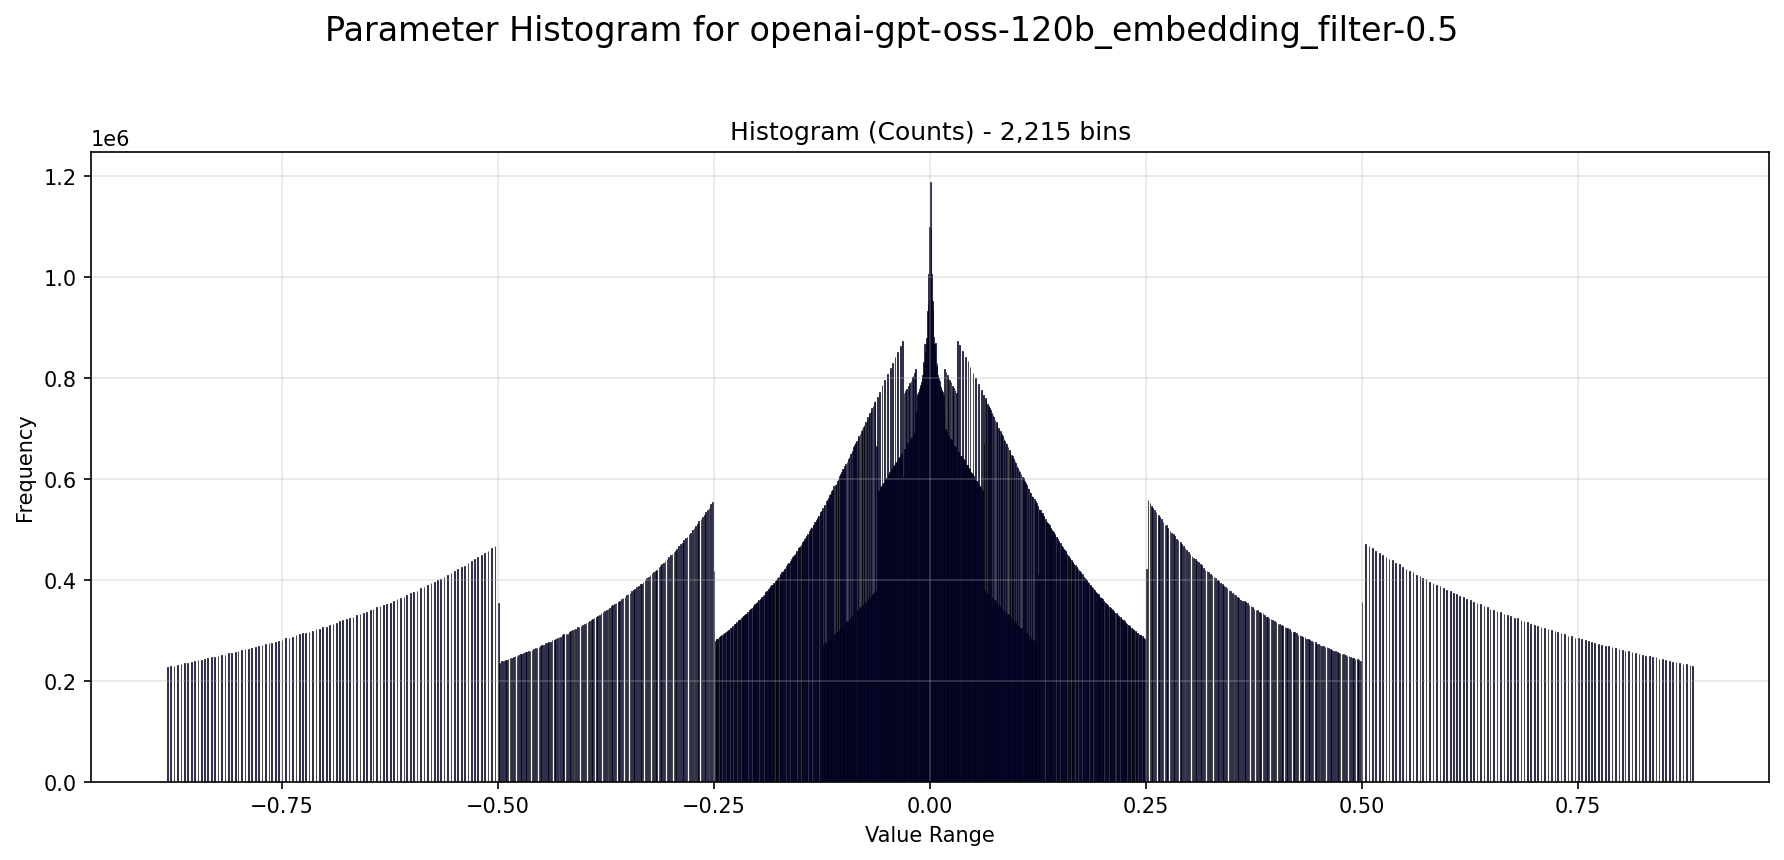 Parameter Histogram for openai-gpt-oss-120b_embedding_filter-0.5
Histogram (Counts) - 2,215 bins
1e6
1.2
1.0
0.8
0.6
0.4
0.2
0.0
Frequency
−0.75 −0.50 −0.25 0.00 0.25 0.50 0.75
Value Range